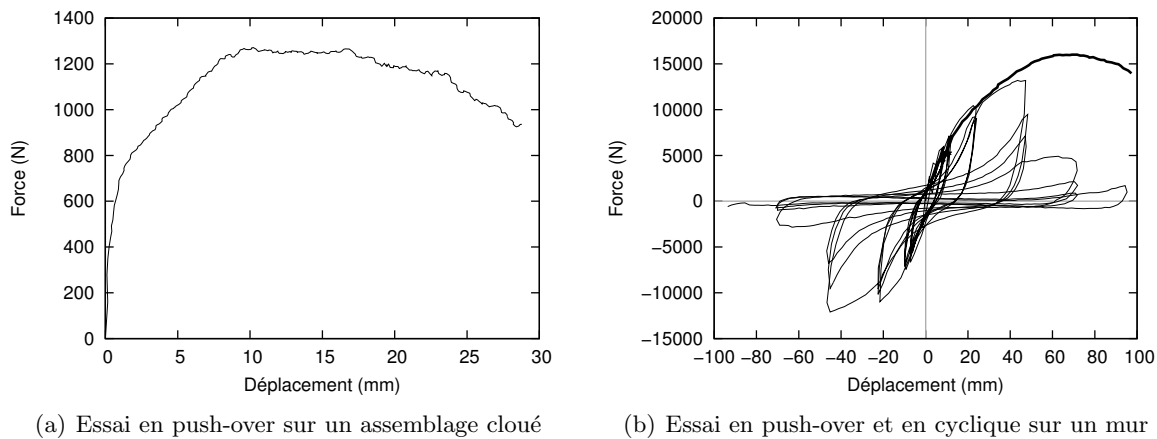 1400
1200
1000
800
600
400
200
0
0 5 10 15 20 25 30
Force (N)
Déplacement (mm)
(a) Essai en push-over sur un assemblage cloué
20000
15000
10000
5000
0
−5000
−10000
−15000
−100 −80 −60 −40 −20 0 20 40 60 80 100
Force (N)
Déplacement (mm)
(b) Essai en push-over et en cyclique sur un mur